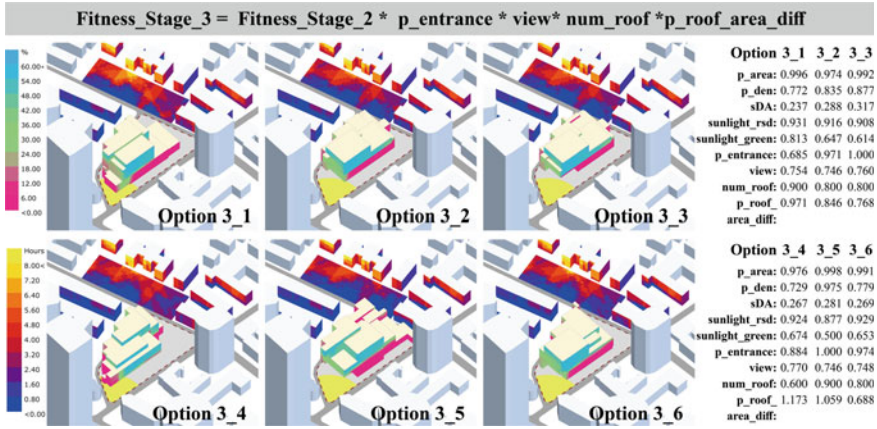 Fitness_Stage_3 = Fitness_Stage_2 * p_entrance * view* num_roof *p_roof_area_diff
%
60.00<
54.00
48.00
42.00
36.00
30.00
24.00
18.00
12.00
6.00
<0.00
Option 3_1
Option 3_2
Option 3_3
Option 3_1 3_2 3_3
p_area: 0.996 0.974 0.992
p_den: 0.772 0.835 0.877
sDA: 0.237 0.288 0.317
sunlight_rsd: 0.931 0.916 0.908
sunlight_green: 0.813 0.647 0.614
p_entrance: 0.685 0.971 1.000
view: 0.754 0.746 0.760
num_roof: 0.900 0.800 0.800
p_roof_ 0.971 0.846 0.768
area_diff:
Hours
8.00<
7.20
6.40
5.60
4.80
4.00
3.20
2.40
1.60
0.80
<0.00
Option 3_4
Option 3_5
Option 3_6
Option 3_4 3_5 3_6
p_area: 0.976 0.998 0.991
p_den: 0.729 0.975 0.779
sDA: 0.267 0.281 0.269
sunlight_rsd: 0.924 0.877 0.929
sunlight_green: 0.674 0.500 0.653
p_entrance: 0.884 1.000 0.974
view: 0.770 0.746 0.748
num_roof: 0.600 0.900 0.800
p_roof_ 1.173 1.059 0.688
area_diff: